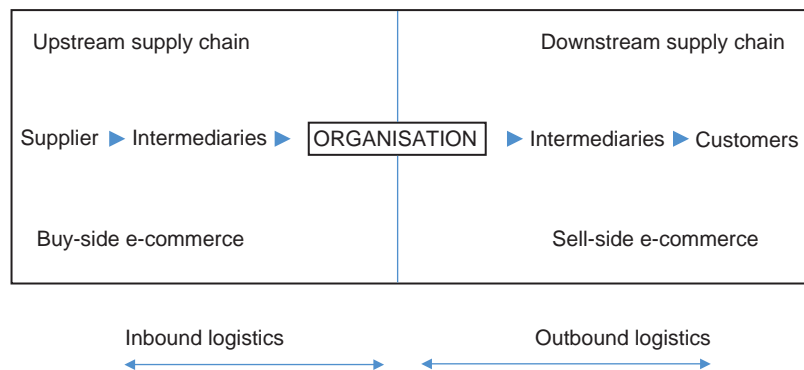 Upstream supply chain
Downstream supply chain
Supplier
Intermediaries
ORGANISATION
Intermediaries
Customers
Buy-side e-commerce
Sell-side e-commerce
Inbound logistics
Outbound logistics